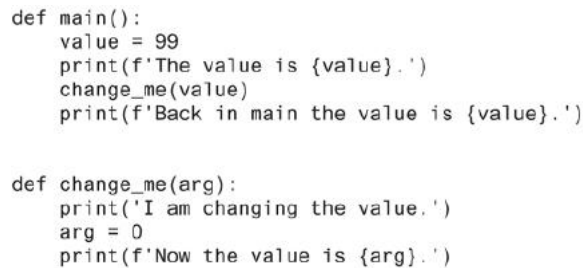 def main():
    value = 99
    print(f'The value is {value}.')
    change_me(value)
    print(f'Back in main the value is {value}.')
def change_me(arg):
    print('I am changing the value.')
    arg = 0
    print(f'Now the value is {arg}.')